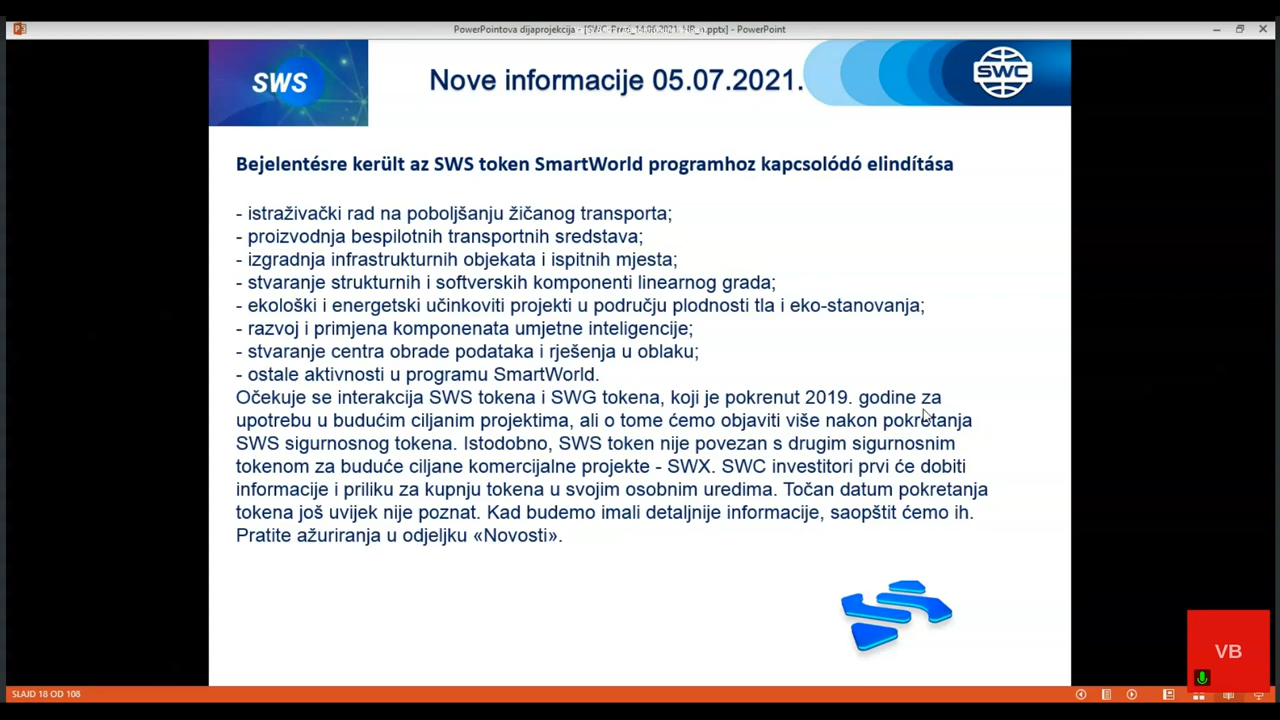 PowerPointova dijaprojekcija - [SWC Prez_14.06.2021._HR_n.pptx] - PowerPoint
SWS
Nove informacije 05.07.2021.
SWC
Bejelentésre került az SWS token SmartWorld programhoz kapcsolódó elindítása
- istraživački rad na poboljšanju žičanog transporta;
- proizvodnja bespilotnih transportnih sredstava;
- izgradnja infrastrukturnih objekata i ispitnih mjesta;
- stvaranje strukturnih i softverskih komponenti linearnog grada;
- ekološki i energetski učinkoviti projekti u području plodnosti tla i eko-stanovanja;
- razvoj i primjena komponenata umjetne inteligencije;
- stvaranje centra obrade podataka i rješenja u oblaku;
- ostale aktivnosti u programu SmartWorld.
Očekuje se interakcija SWS tokena i SWG tokena, koji je pokrenut 2019. godine za
upotrebu u budućim ciljanim projektima, ali o tome ćemo objaviti više nakon pokretanja
SWS sigurnosnog tokena. Istodobno, SWS token nije povezan s drugim sigurnosnim
tokenom za buduće ciljane komercijalne projekte - SWX. SWC investitori prvi će dobiti
informacije i priliku za kupnju tokena u svojim osobnim uredima. Točan datum pokretanja
tokena još uvijek nije poznat. Kad budemo imali detaljnije informacije, saopštit ćemo ih.
Pratite ažuriranja u odjeljku «Novosti».
VB
SLAJD 18 OD 108